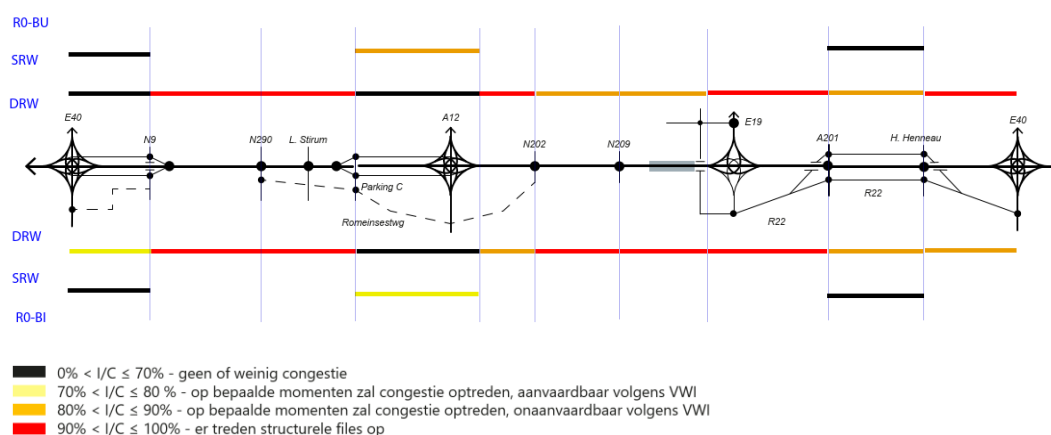 R0-BU
SRW
DRW
E40
N9
N290
L. Stirum
A12
N202
N209
E19
A201
H. Henneau
E40
Parking C
Romeinsestwg
R22
R22
DRW
SRW
R0-BI
0% < I/C ≤ 70% - geen of weinig congestie
70% < I/C ≤ 80 % - op bepaalde momenten zal congestie optreden, aanvaardbaar volgens VWI
80% < I/C ≤ 90% - op bepaalde momenten zal congestie optreden, onaanvaardbaar volgens VWI
90% < I/C ≤ 100% - er treden structurele files op